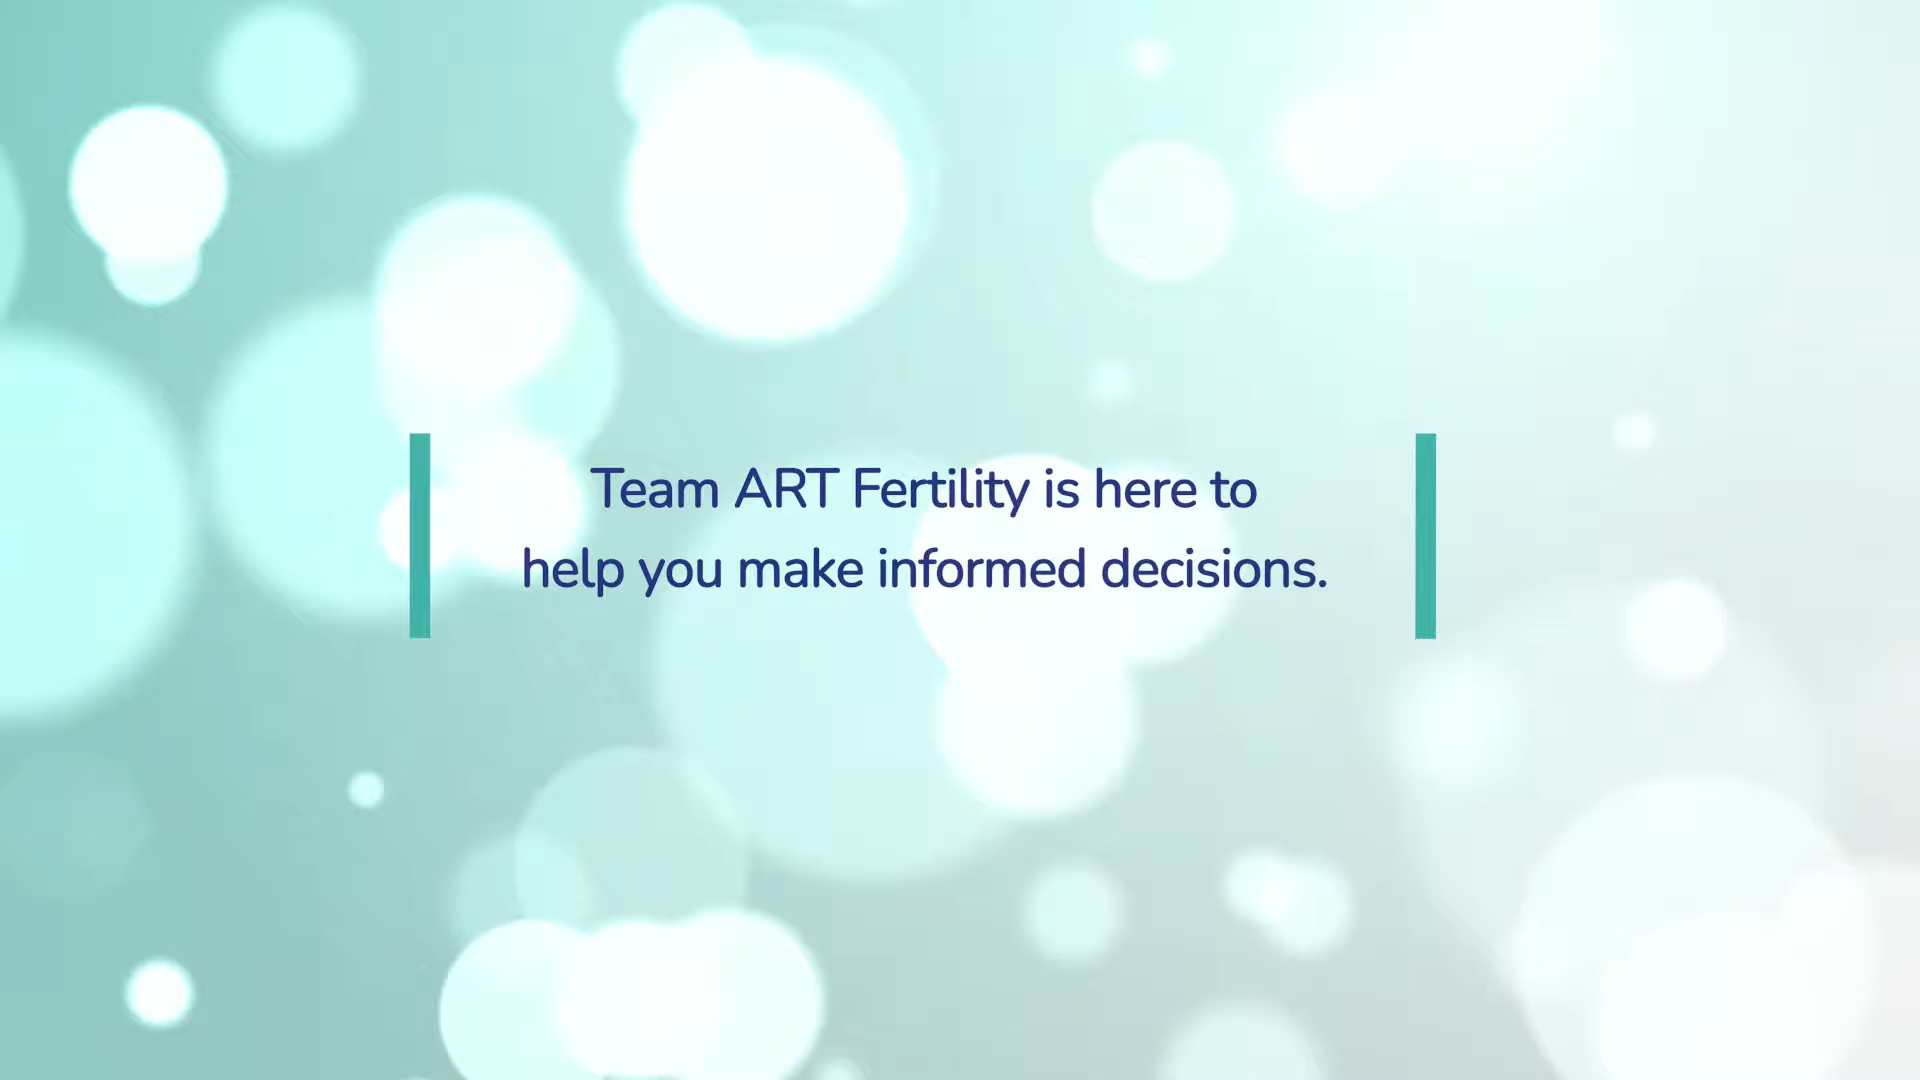 Team ART Fertility is here to
help you make informed decisions.